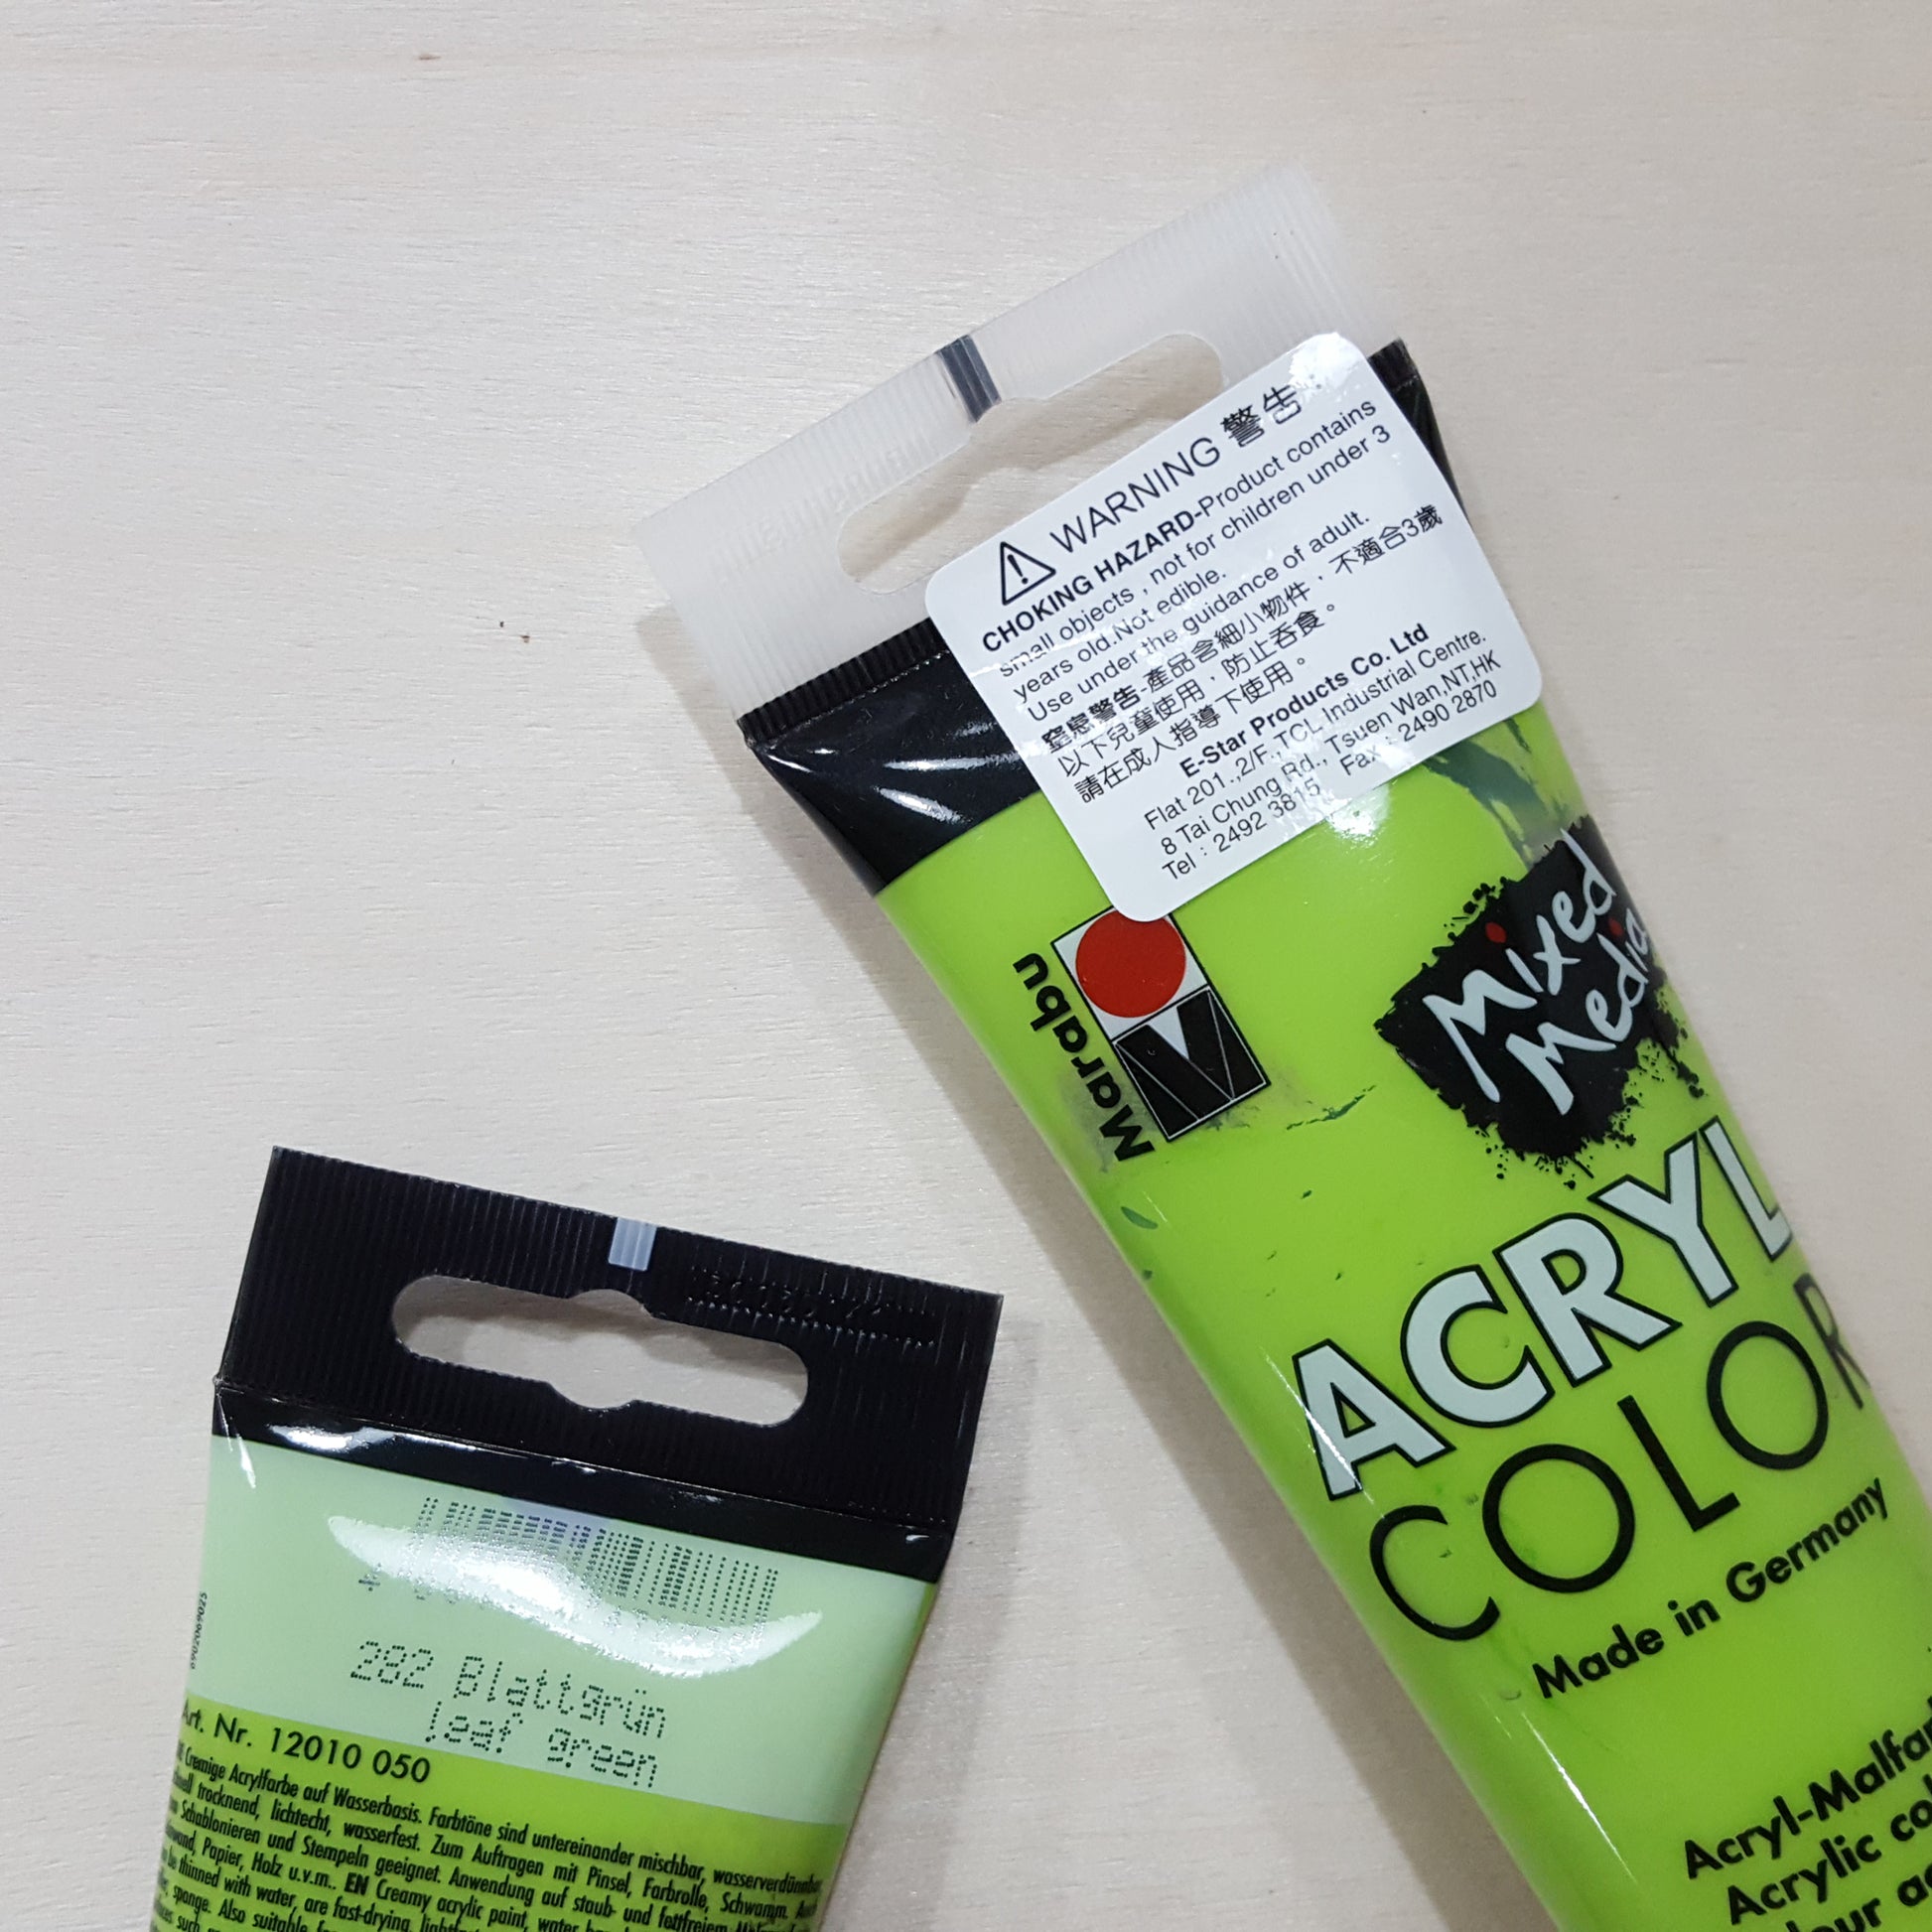 WARNING 警告：
CHOKING HAZARD-Product contains
small objects , not for children under 3
years old.Not edible.
Use under the guidance of adult.
窒息警告-產品含細小物件，不適合3歲
以下兒童使用，防止吞食。
請在成人指導下使用。
E-Star Products Co. Ltd
Flat 201.,2/F.,TCL Industrial Centre.
8 Tai Chung Rd., Tsuen Wan,NT,HK
Tel : 2492 3815 Fax : 2490 2870
Marabu
Mixed
Media
ACRYL
COLOR
Made in Germany
Acryl-Malfar
Acrylic co
6902069025
282 Blattgrün
leaf green
Art. Nr. 12010 050
Cremige Acrylfarbe auf Wasserbasis. Farbtöne sind untereinander mischbar, wasserverdünnbar
trocknend, lichtecht, wasserfest. Zum Auftragen mit Pinsel, Farbrolle, Schwamm.
Schablonieren und Stempeln geeignet. Anwendung auf staub- und fettfreiem
Papier, Holz u.v.m.. EN Creamy acrylic paint, water
be thinned with water, are fast-drying,
sponge. Also suitable
such